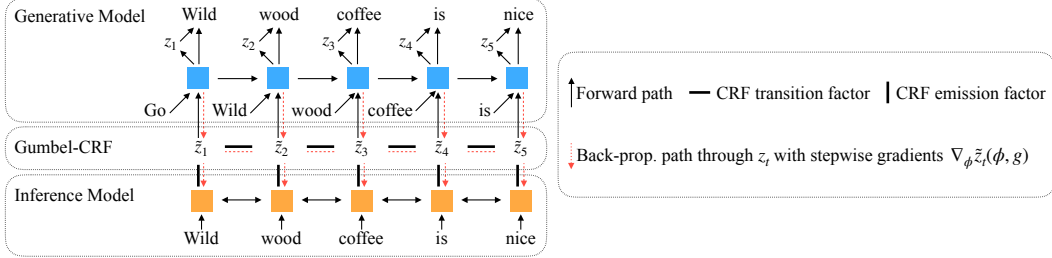 Generative Model
Wild wood coffee is nice
z₁ z₂ z₃ z₄ z₅
Go Wild wood coffee is
Gumbel-CRF
z̃₁ z̃₂ z̃₃ z̃₄ z̃₅
Inference Model
Wild wood coffee is nice
Forward path CRF transition factor CRF emission factor
Back-prop. path through zₜ with stepwise gradients ∇_ϕ z̃ₜ(ϕ, g)